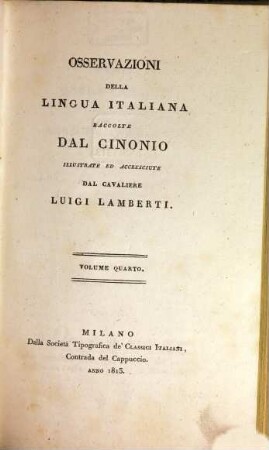 OSSERVAZIONI
DELLA
LINGUA ITALIANA
RACCOLTE
DAL CINONIO
ILLUSTRATE ED ACCRESCIUTE
DAL CAVALIERE
LUIGI LAMBERTI.
VOLUME QUARTO.
MILANO
Dalla Società Tipografica de' CLASSICI ITALIANI,
Contrada del Cappuccio.
ANNO 1813.